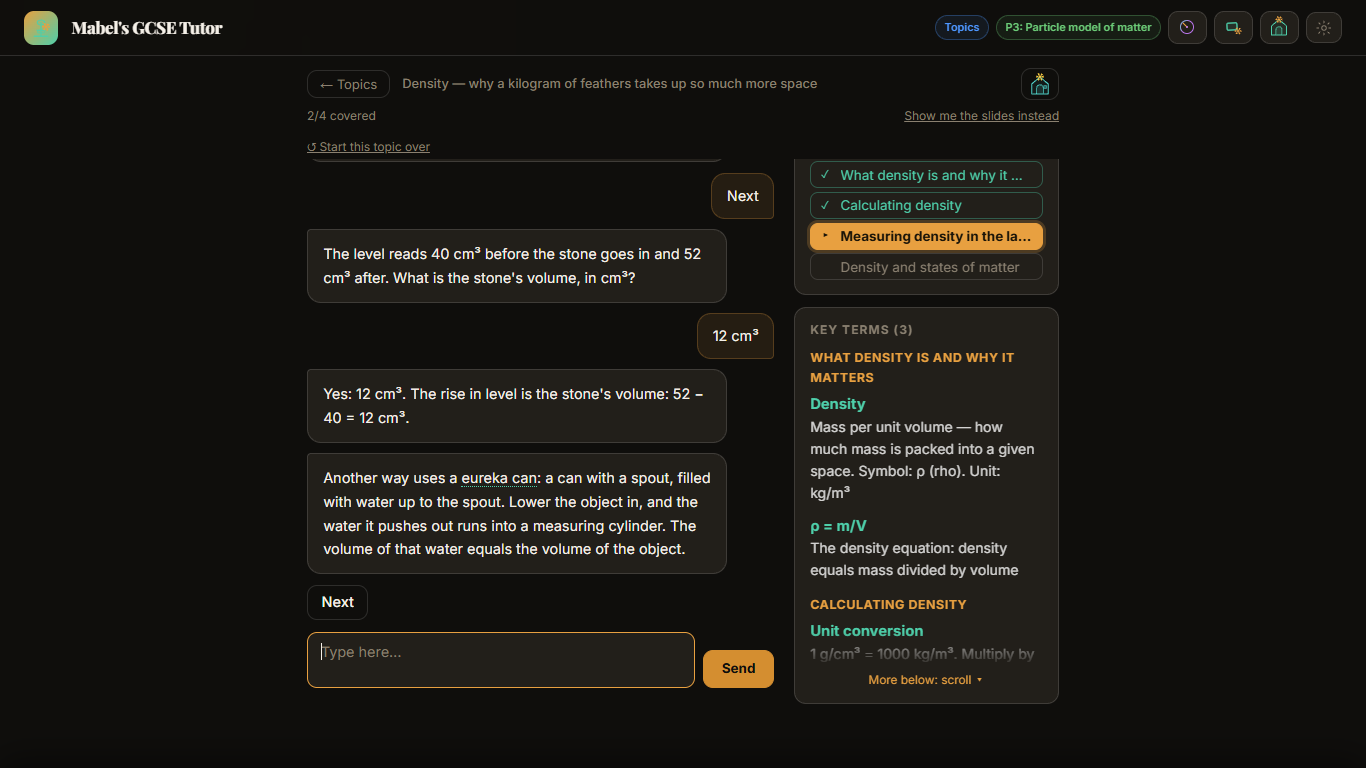 Mabel's GCSE Tutor
Topics
P3: Particle model of matter
← Topics
Density — why a kilogram of feathers takes up so much more space
2/4 covered
Show me the slides instead
↺ Start this topic over
Next
The level reads 40 cm³ before the stone goes in and 52
cm³ after. What is the stone's volume, in cm³?
12 cm³
Yes: 12 cm³. The rise in level is the stone's volume: 52 −
40 = 12 cm³.
Another way uses a eureka can: a can with a spout, filled
with water up to the spout. Lower the object in, and the
water it pushes out runs into a measuring cylinder. The
volume of that water equals the volume of the object.
Next
Type here...
Send
✓ What density is and why it ...
✓ Calculating density
‣ Measuring density in the la...
Density and states of matter
KEY TERMS (3)
WHAT DENSITY IS AND WHY IT
MATTERS
Density
Mass per unit volume — how
much mass is packed into a given
space. Symbol: ρ (rho). Unit:
kg/m³
ρ = m/V
The density equation: density
equals mass divided by volume
CALCULATING DENSITY
Unit conversion
1 g/cm³ = 1000 kg/m³. Multiply by
More below: scroll ▾